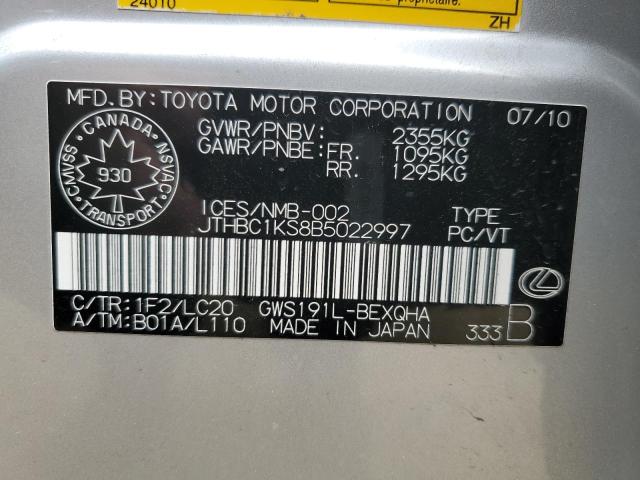 24010
proprietaire.
ZH
MFD.BY:TOYOTA MOTOR CORPORATION 07/10
CANADA
CMVSS NSVAC
930
TRANSPORT
GVWR/PNBV: 2355KG
GAWR/PNBE:FR. 1095KG
RR. 1295KG
ICES/NMB-002 TYPE
JTHBC1KS8B5022997 PC/VT
C/TR:1F2/LC20 GWS191L-BEXQHA
A/TM:B01A/L110 MADE IN JAPAN 333 B